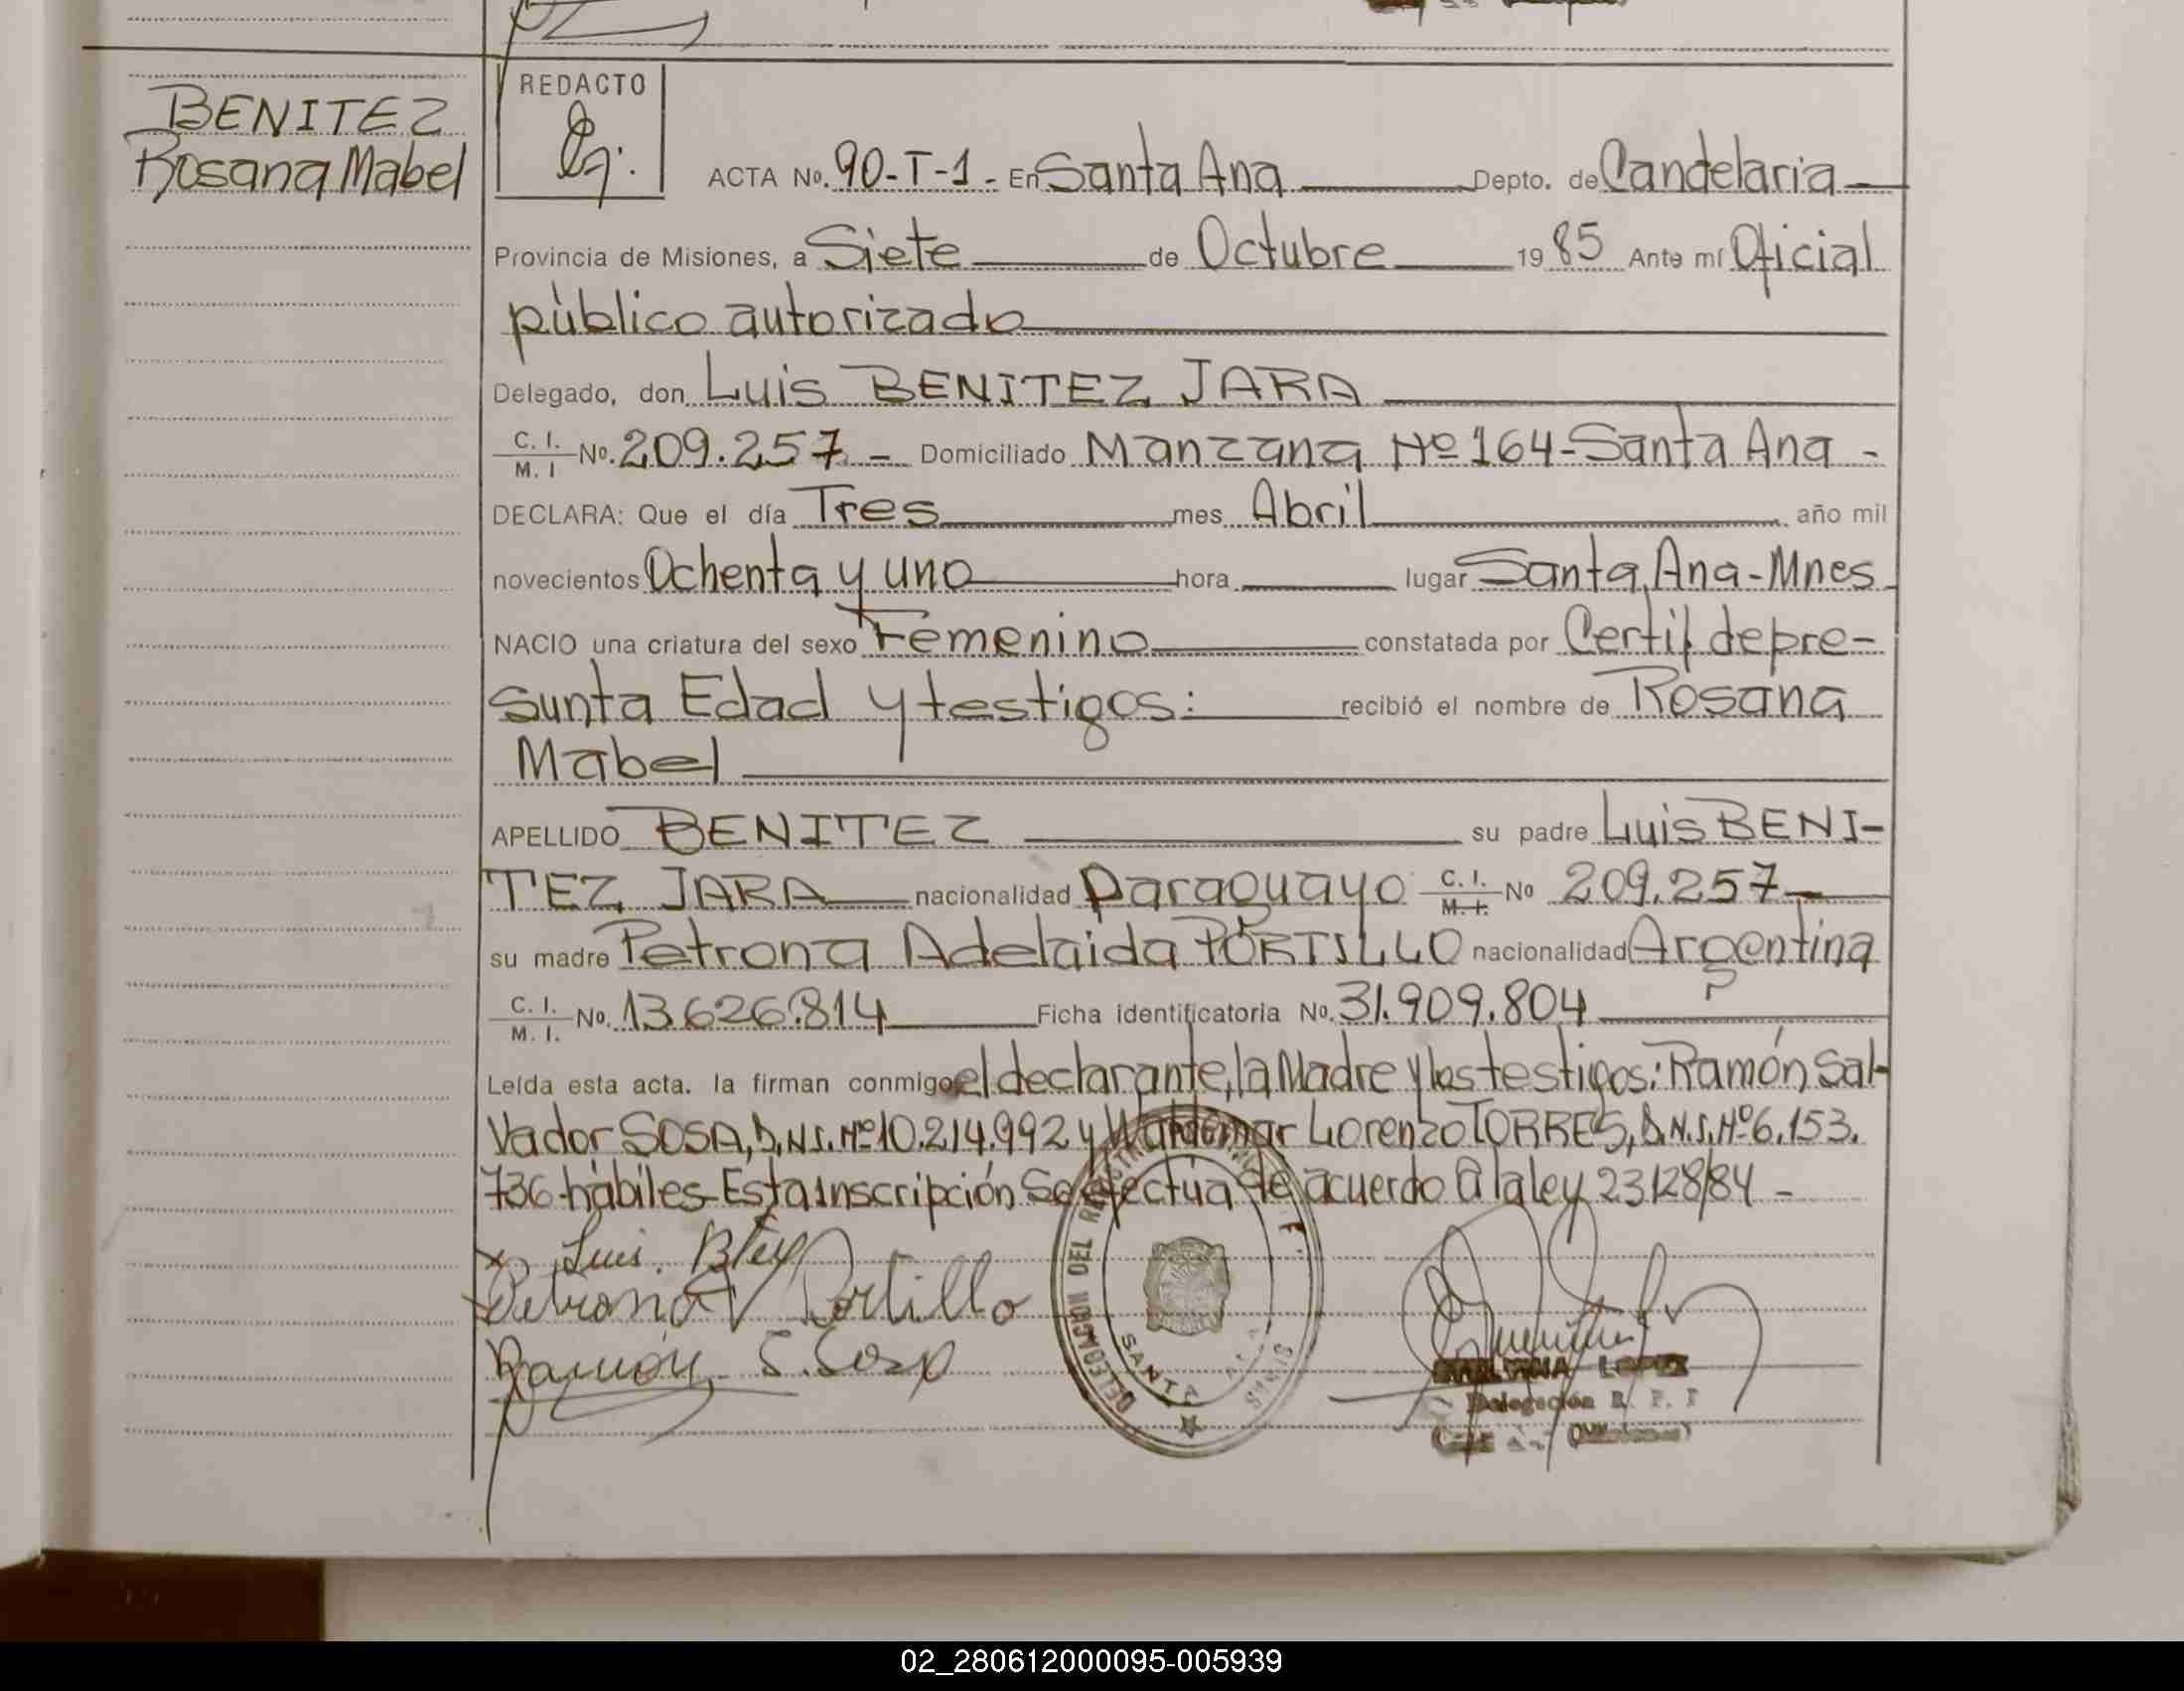 BENITEZ
Rosana Mabel
REDACTO
ACTA No. 90-T-1- En Santa Ana Depto. de Candelaria
Provincia de Misiones, a Siete de Octubre 1985 Ante mí Oficial
público autorizado
Delegado, don Luis BENITEZ JARA
C. I. M. I No. 209.257- Domiciliado Manzana Nº 164-Santa Ana-
DECLARA: Que el día Tres mes Abril año mil
novecientos Ochenta y uno hora lugar Santa Ana-Mnes
NACIO una criatura del sexo Femenino constatada por Certif de pre-
sunta Edad y testigos: recibió el nombre de Rosana
Mabel
APELLIDO BENITEZ su padre Luis BENI-
TEZ JARA nacionalidad Paraguayo C. I. M. I. No 209.257-
su madre Petrona Adelaida PORTILLO nacionalidad Argentina
C. I. M. I. No. 13.626.814 Ficha identificatoria No. 31.909.804
Leída esta acta. la firman conmigo el declarante, la Madre y los testigos: Ramón Sal-
vador SOSA, D.N.I. Nº 10.214.992 y Waldemar Lorenzo TORRES, D.N.I. Nº 6.153.
736-hábiles-Esta inscripción Se efectúa de acuerdo a la ley 23128/84-
Luis
Petrona Portillo
Ramón S. Sosa
DELEGACION DEL
SANTA
LOPEZ
Delegación R. P.
02_280612000095-005939